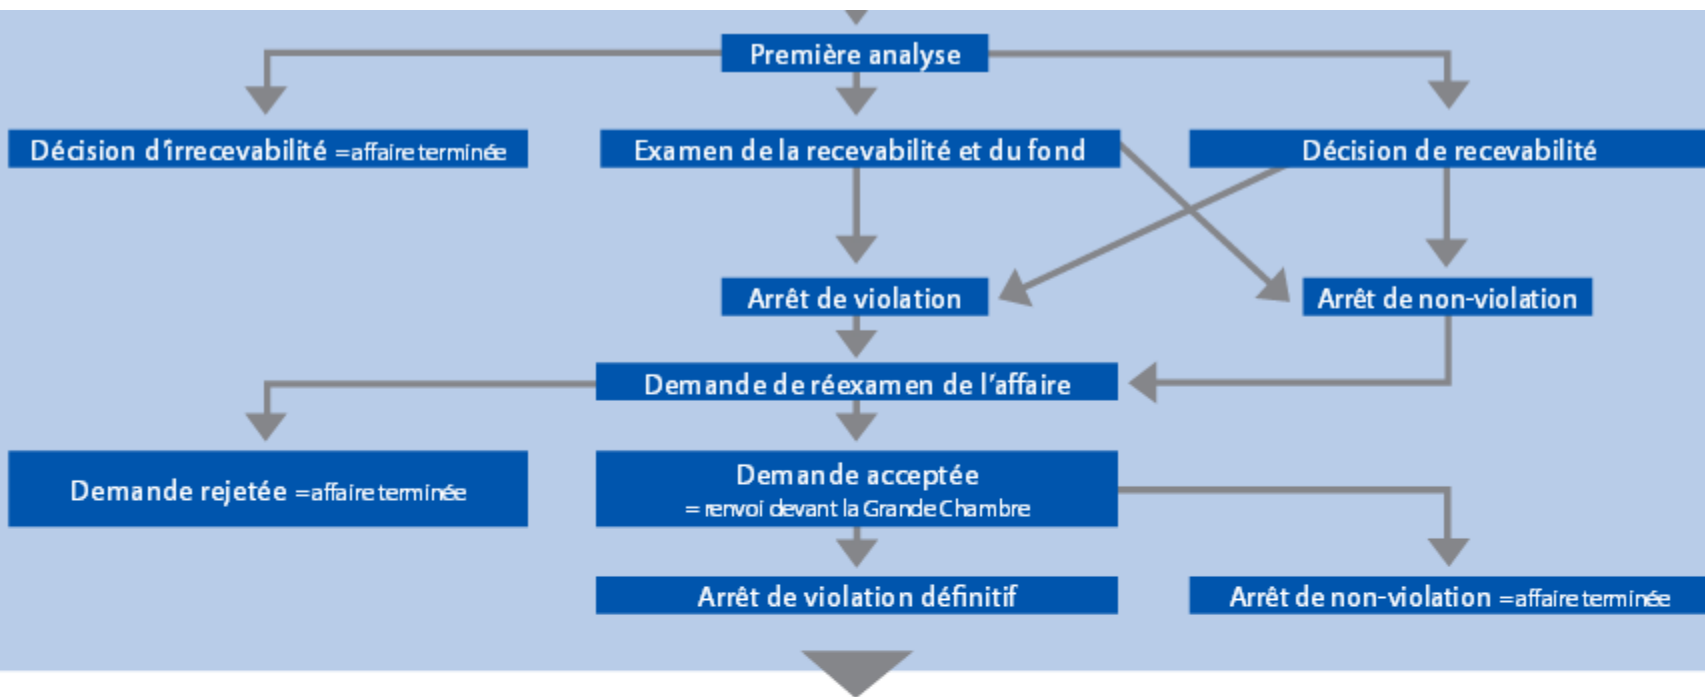 Première analyse
Décision d'irrecevabilité = affaire terminée
Examen de la recevabilité et du fond
Décision de recevabilité
Arrêt de violation
Arrêt de non-violation
Demande de réexamen de l'affaire
Demande rejetée = affaire terminée
Demande acceptée
= renvoi devant la Grande Chambre
Arrêt de violation définitif
Arrêt de non-violation = affaire terminée